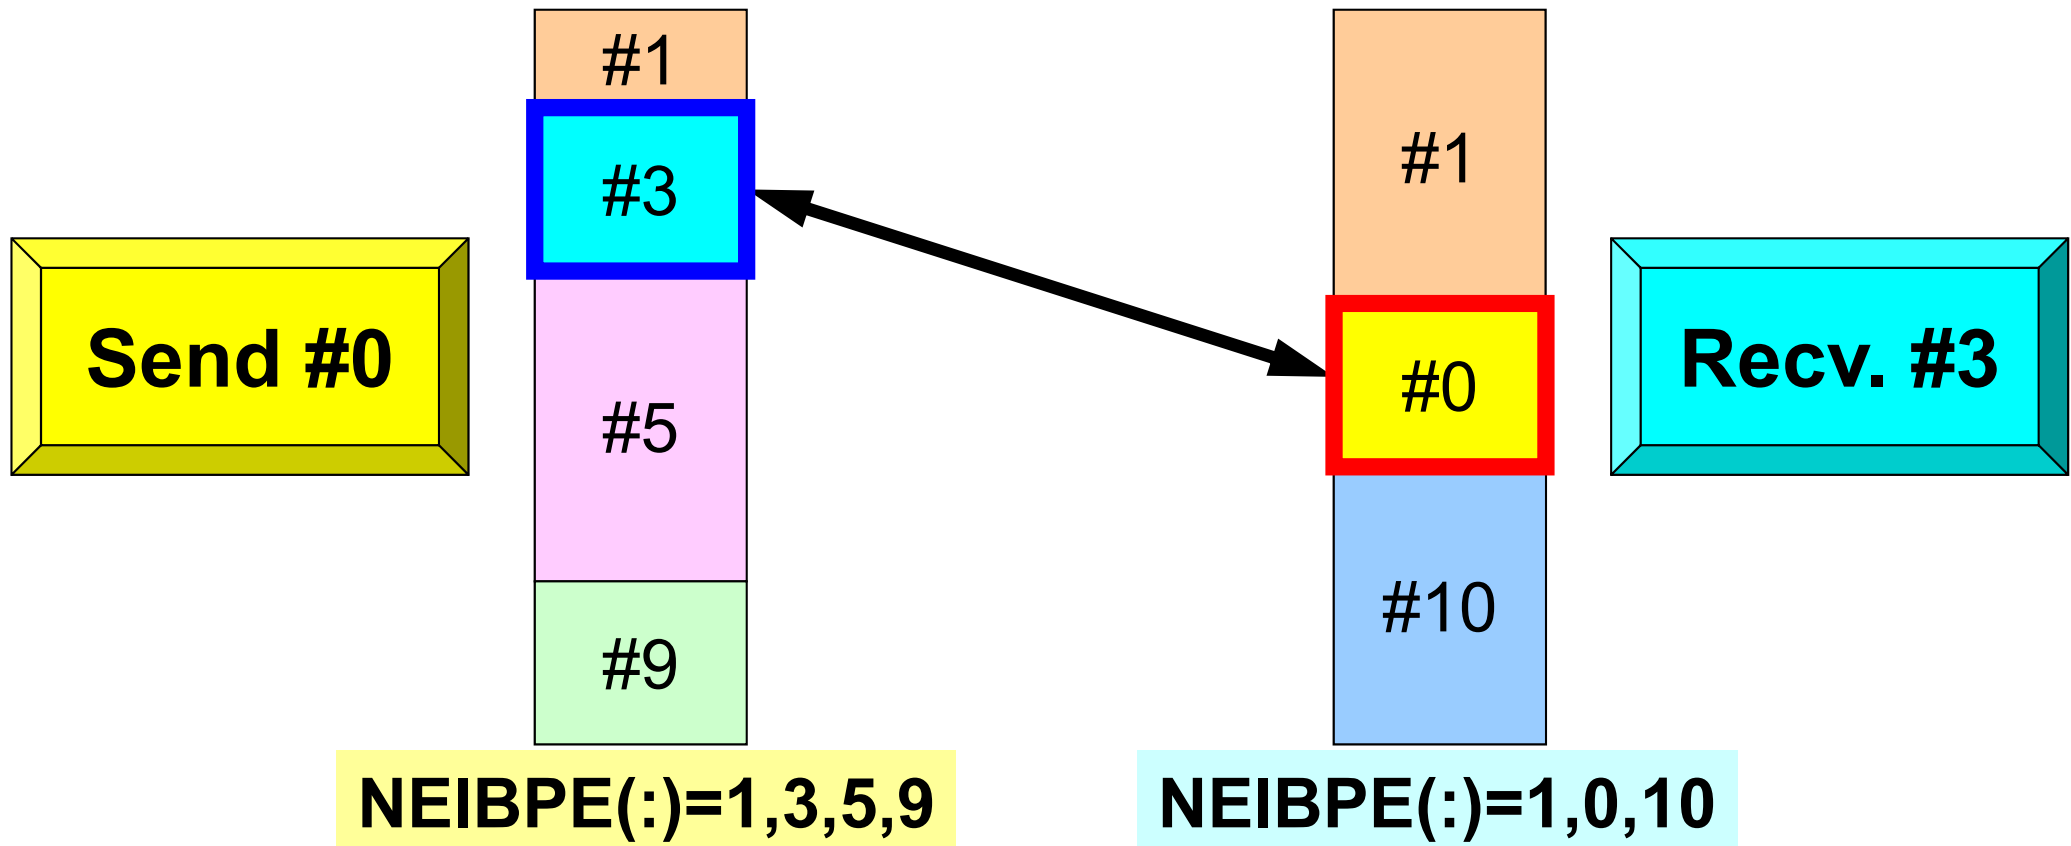 Send #0
#1
#3
#5
#9
NEIBPE(:)=1,3,5,9
#1
#0
#10
NEIBPE(:)=1,0,10
Recv. #3